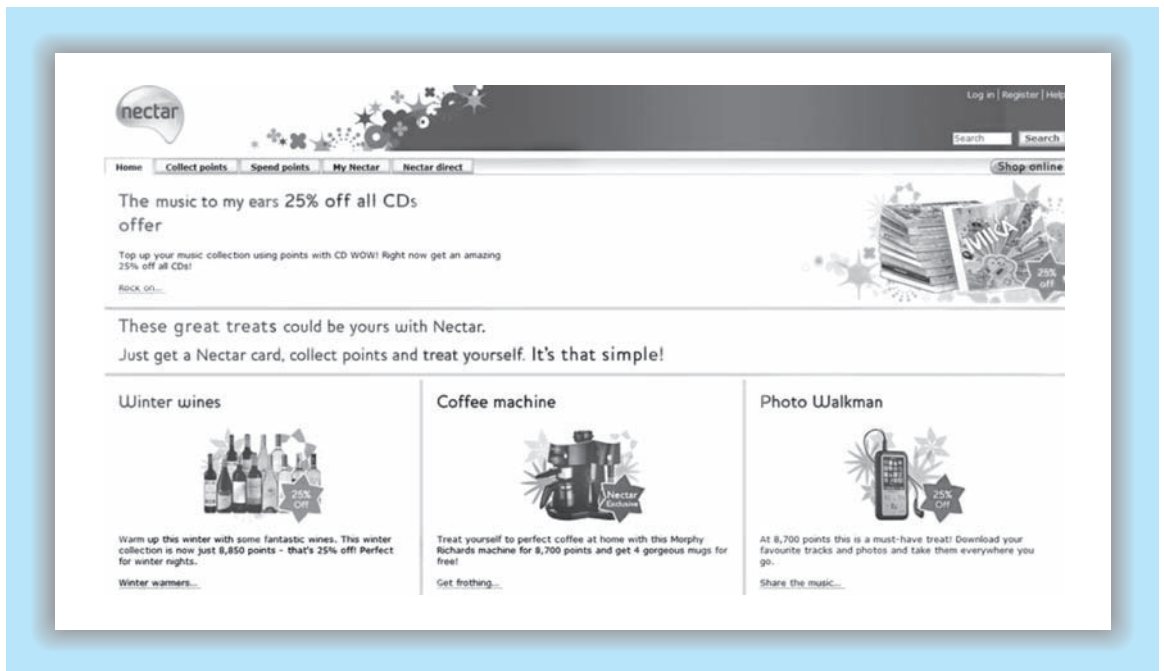 nectar
Log in | Register | Help
Search Search
Home Collect points Spend points My Nectar Nectar direct Shop online
The music to my ears 25% off all CDs
offer
Top up your music collection using points with CD WOW! Right now get an amazing
25% off all CDs!
Rock on...
MIKA
25%
off
These great treats could be yours with Nectar.
Just get a Nectar card, collect points and treat yourself. It's that simple!
Winter wines
25%
Off
Warm up this winter with some fantastic wines. This winter
collection is now just 8,850 points - that's 25% off! Perfect
for winter nights.
Winter warmers...
Coffee machine
Nectar
Exclusive
Treat yourself to perfect coffee at home with this Morphy
Richards machine for 8,700 points and get 4 gorgeous mugs for
free!
Get frothing...
Photo Walkman
25%
Off
At 8,700 points this is a must-have treat! Download your
favourite tracks and photos and take them everywhere you
go.
Share the music...